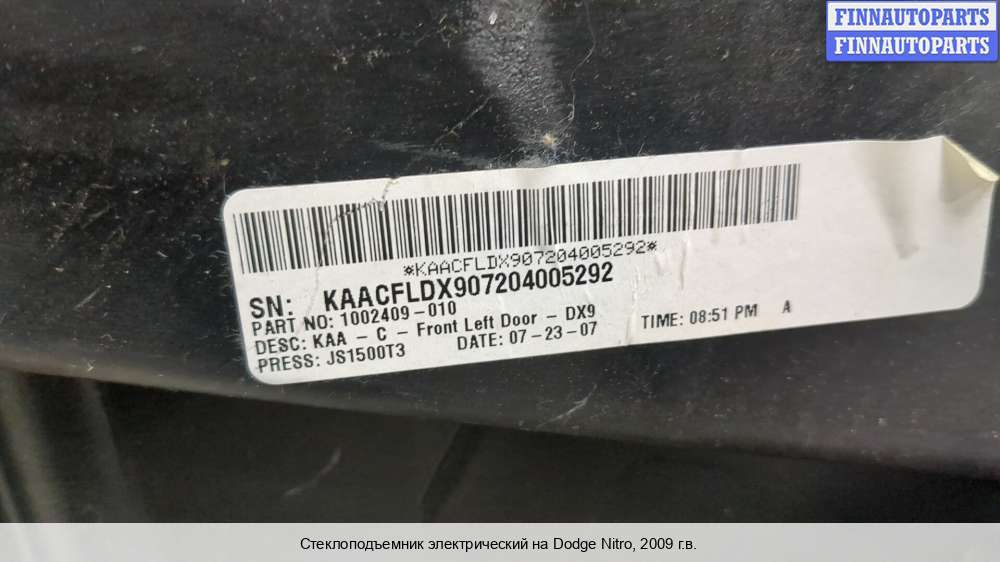 FINNAUTOPARTS
FINNAUTOPARTS
*KAACFLDX907204005292*
SN: KAACFLDX907204005292
PART NO: 1002409-010
DESC: KAA - C - Front Left Door - DX9
PRESS: JS1500T3 DATE: 07-23-07 TIME: 08:51 PM A
Стеклоподъемник электрический на Dodge Nitro, 2009 г.в.